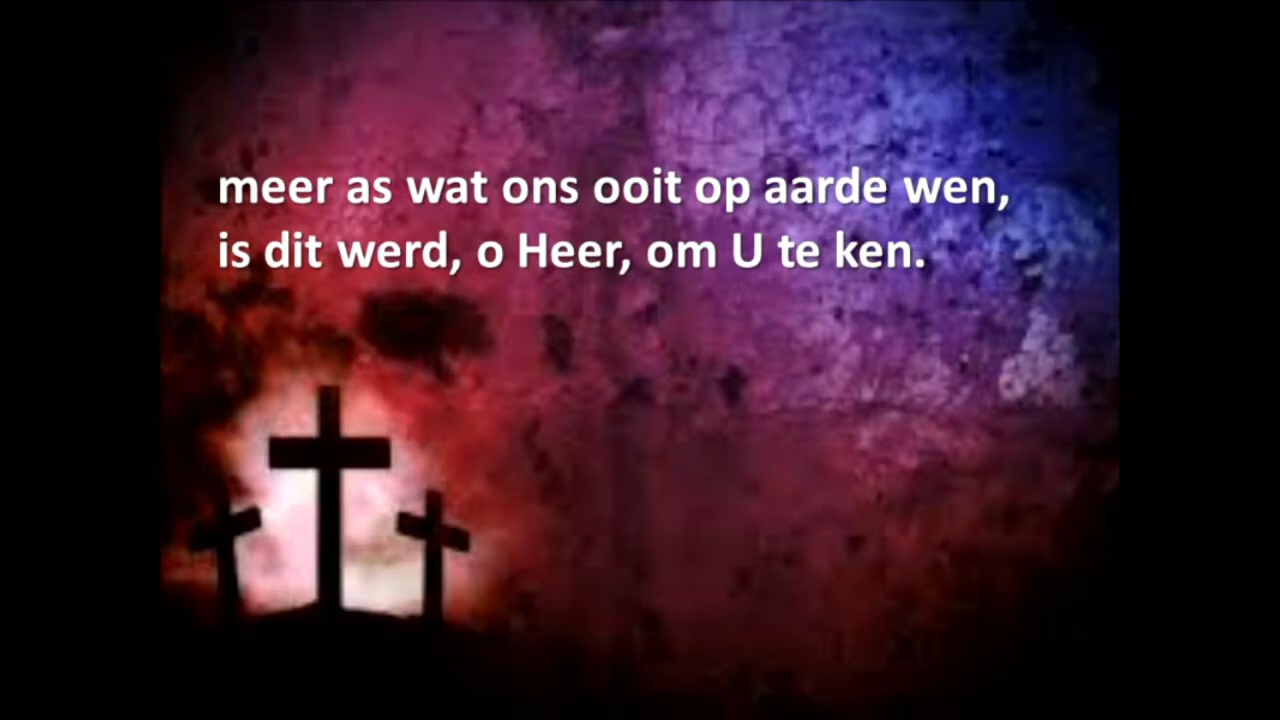 meer as wat ons ooit op aarde wen,
is dit werd, o Heer, om U te ken.